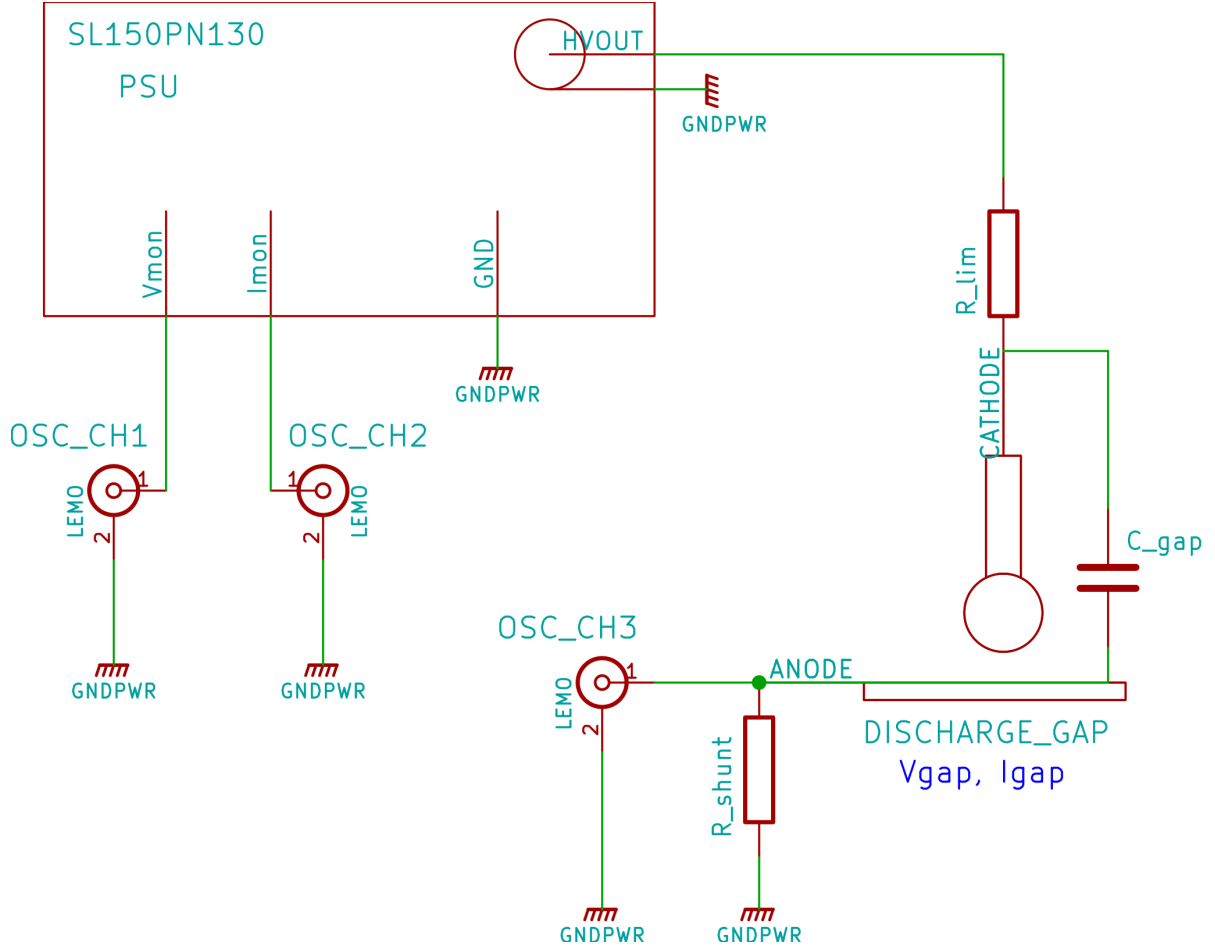 SL150PN130
PSU
HVOUT
GNDPWR
Vmon
Imon
GND
GNDPWR
R_lim
CATHODE
OSC_CH1
1
LEMO
2
GNDPWR
OSC_CH2
1
LEMO
2
GNDPWR
C_gap
OSC_CH3
1
LEMO
2
GNDPWR
ANODE
R_shunt
GNDPWR
DISCHARGE_GAP
Vgap, Igap